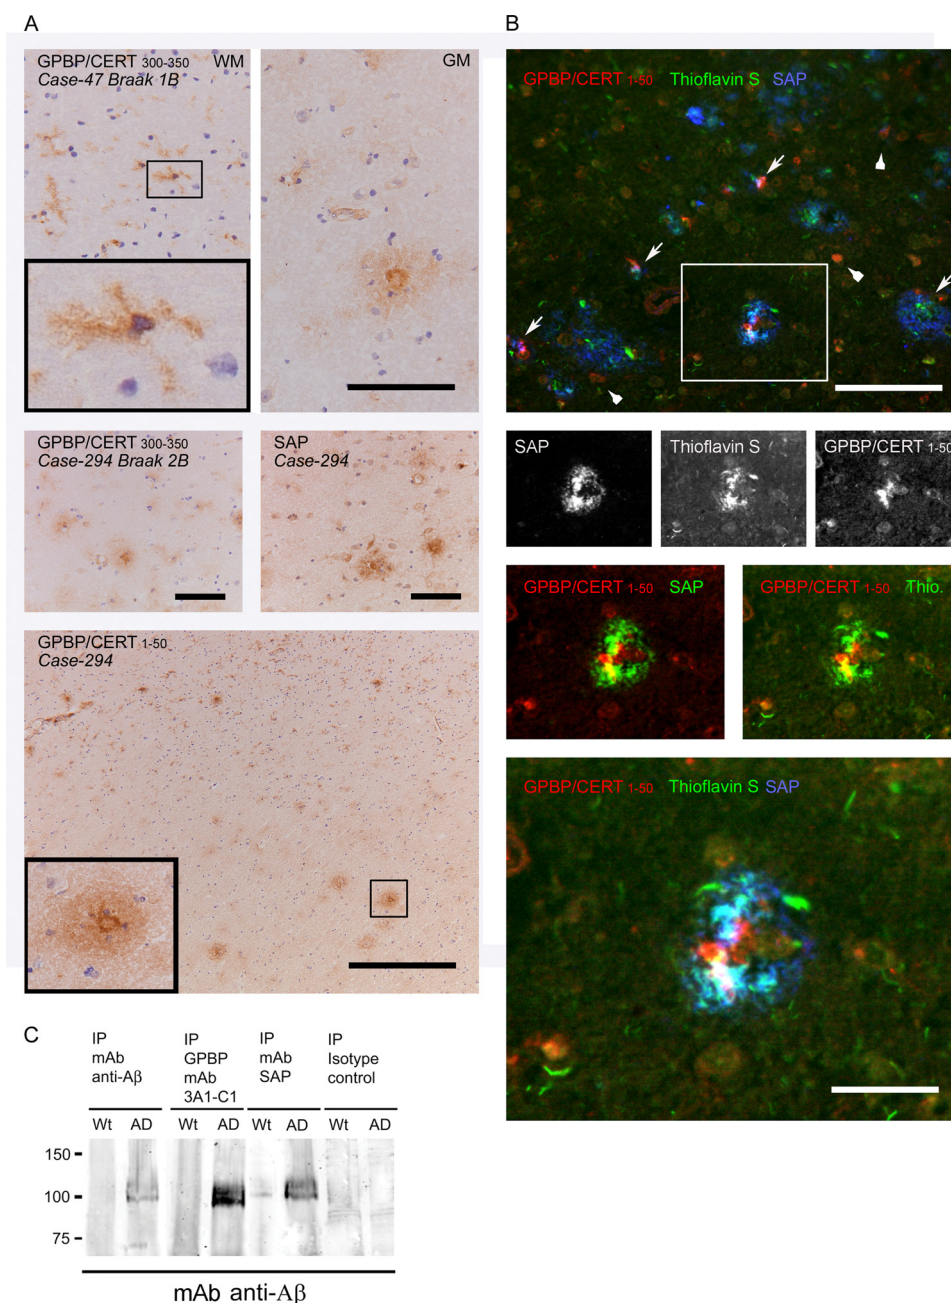 A
GPBP/CERT 300-350 WM
Case-47 Braak 1B
GM
GPBP/CERT 300-350
Case-294 Braak 2B
SAP
Case-294
GPBP/CERT 1-50
Case-294
B
GPBP/CERT 1-50 Thioflavin S SAP
SAP
Thioflavin S
GPBP/CERT 1-50
GPBP/CERT 1-50 SAP
GPBP/CERT 1-50 Thio.
GPBP/CERT 1-50 Thioflavin S SAP
C
IP
mAb
anti-Aβ
IP
GPBP
mAb
3A1-C1
IP
mAb
SAP
IP
Isotype
control
Wt AD Wt AD Wt AD Wt AD
150
100
75
mAb anti-Aβ